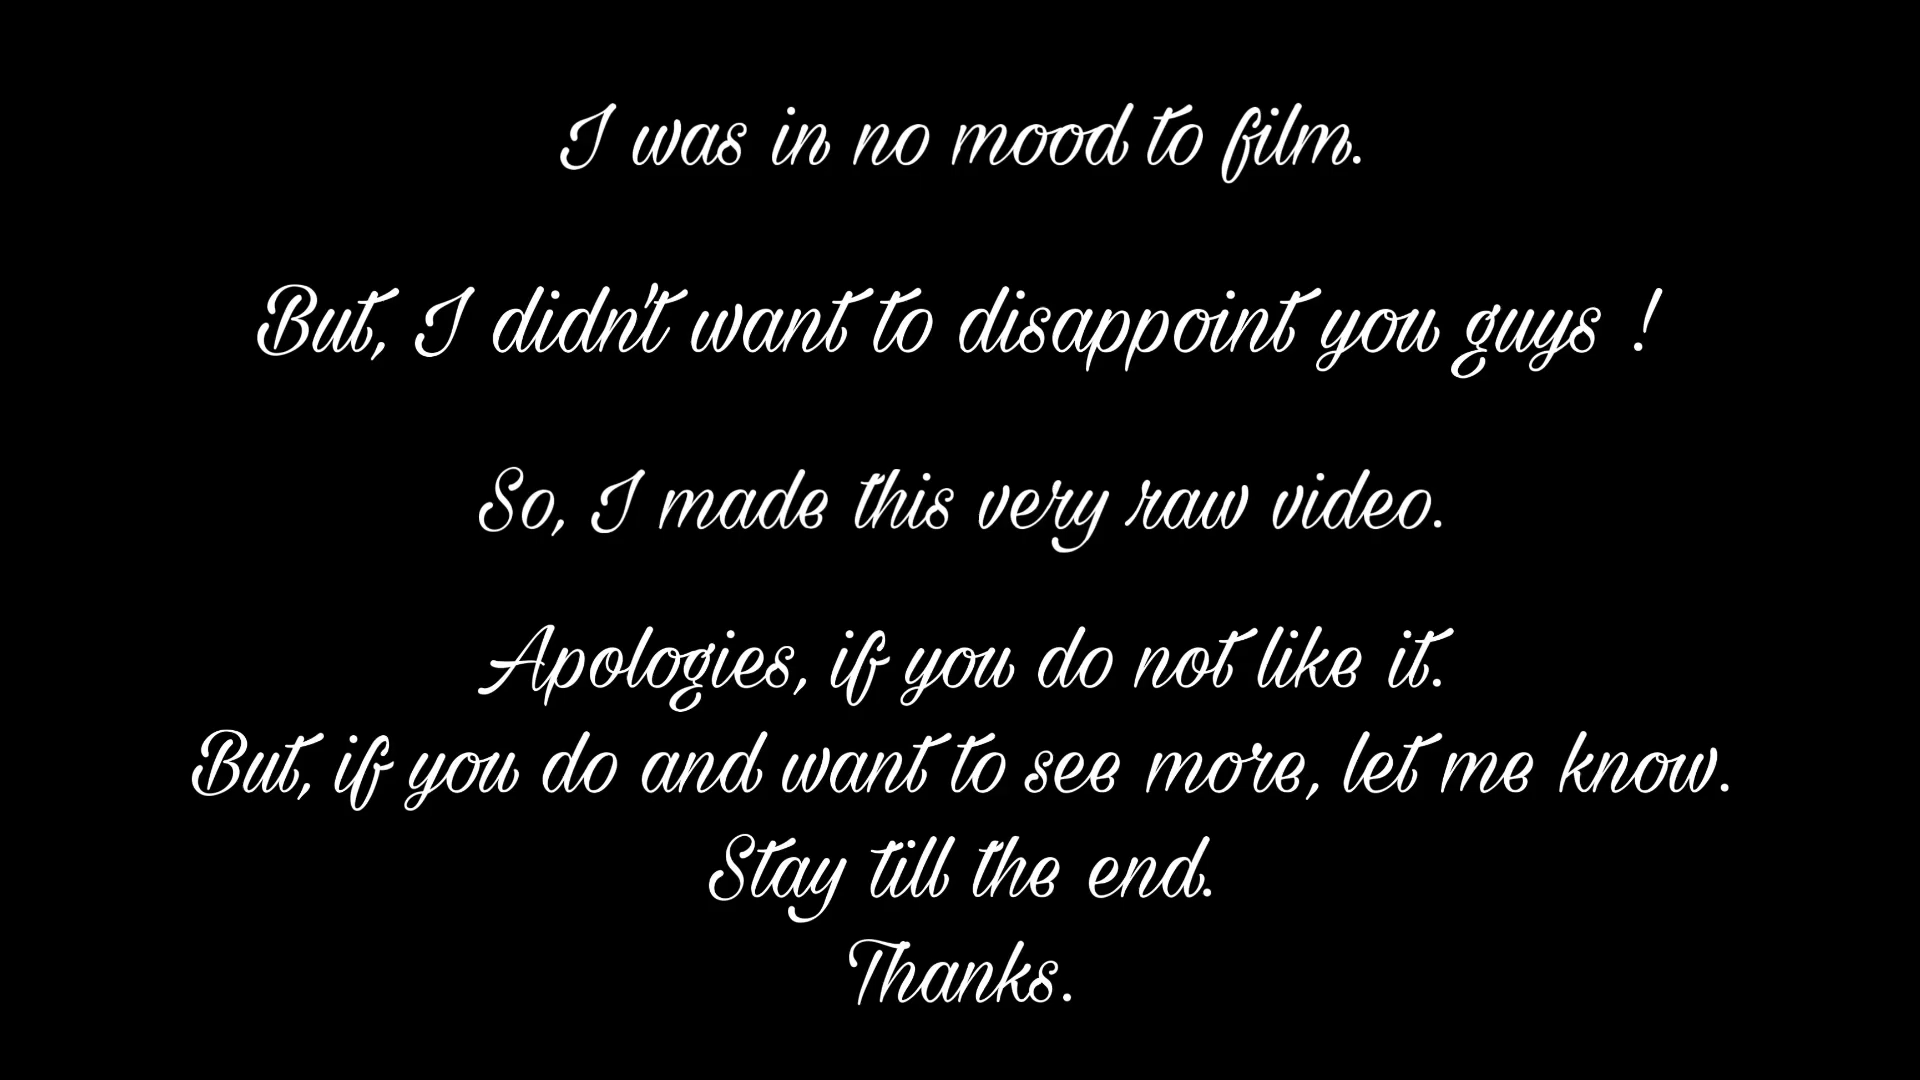 I was in no mood to film.
But, I didn't want to disappoint you guys !
So, I made this very raw video.
Apologies, if you do not like it.
But, if you do and want to see more, let me know.
Stay till the end.
Thanks.